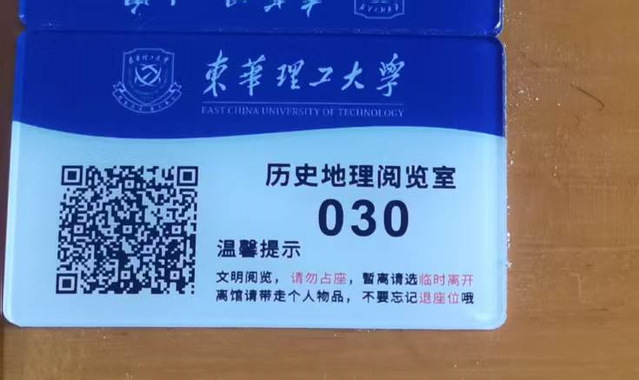 東華理工大学
EAST CHINA UNIVERSITY OF TECHNOLOGY
历史地理阅览室
030
温馨提示
文明阅览，请勿占座，暂离请选临时离开
离馆请带走个人物品，不要忘记退座位哦